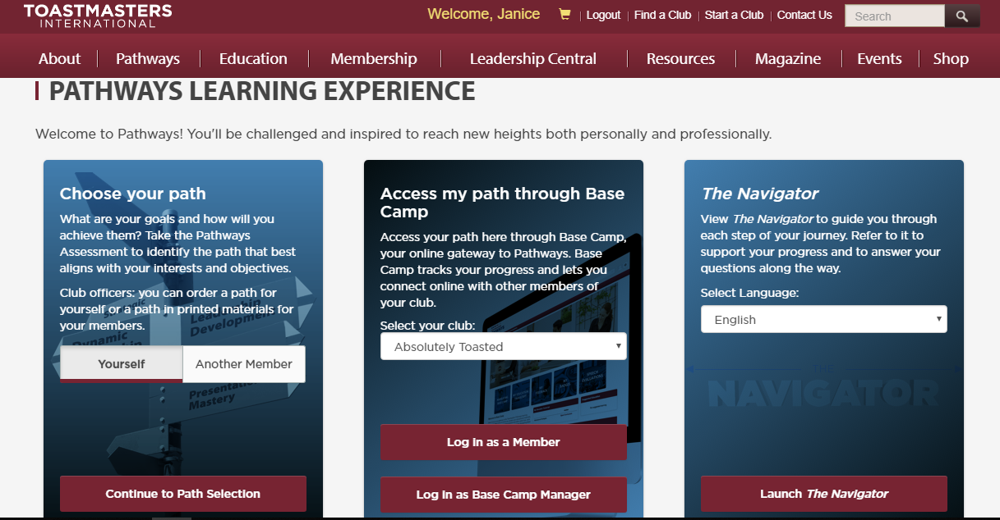 TOASTMASTERS
INTERNATIONAL
Welcome, Janice
Logout
Find a Club
Start a Club
Contact Us
Search
About
Pathways
Education
Membership
Leadership Central
Resources
Magazine
Events
Shop
PATHWAYS LEARNING EXPERIENCE
Welcome to Pathways! You'll be challenged and inspired to reach new heights both personally and professionally.
Choose your path
What are your goals and how will you
achieve them? Take the Pathways
Assessment to identify the path that best
aligns with your interests and objectives.
Club officers: you can order a path for
yourself or a path in printed materials for
your members.
Strategic
Leadership
Development
Dynamic
Yourself
Another Member
Presentation
Mastery
Continue to Path Selection
Access my path through Base
Camp
Access your path here through Base Camp,
your online gateway to Pathways. Base
Camp tracks your progress and lets you
connect online with other members of
your club.
Select your club:
Absolutely Toasted
Log in as a Member
Log in as Base Camp Manager
The Navigator
View The Navigator to guide you through
each step of your journey. Refer to it to
support your progress and to answer your
questions along the way.
Select Language:
English
THE
NAVIGATOR
Launch The Navigator